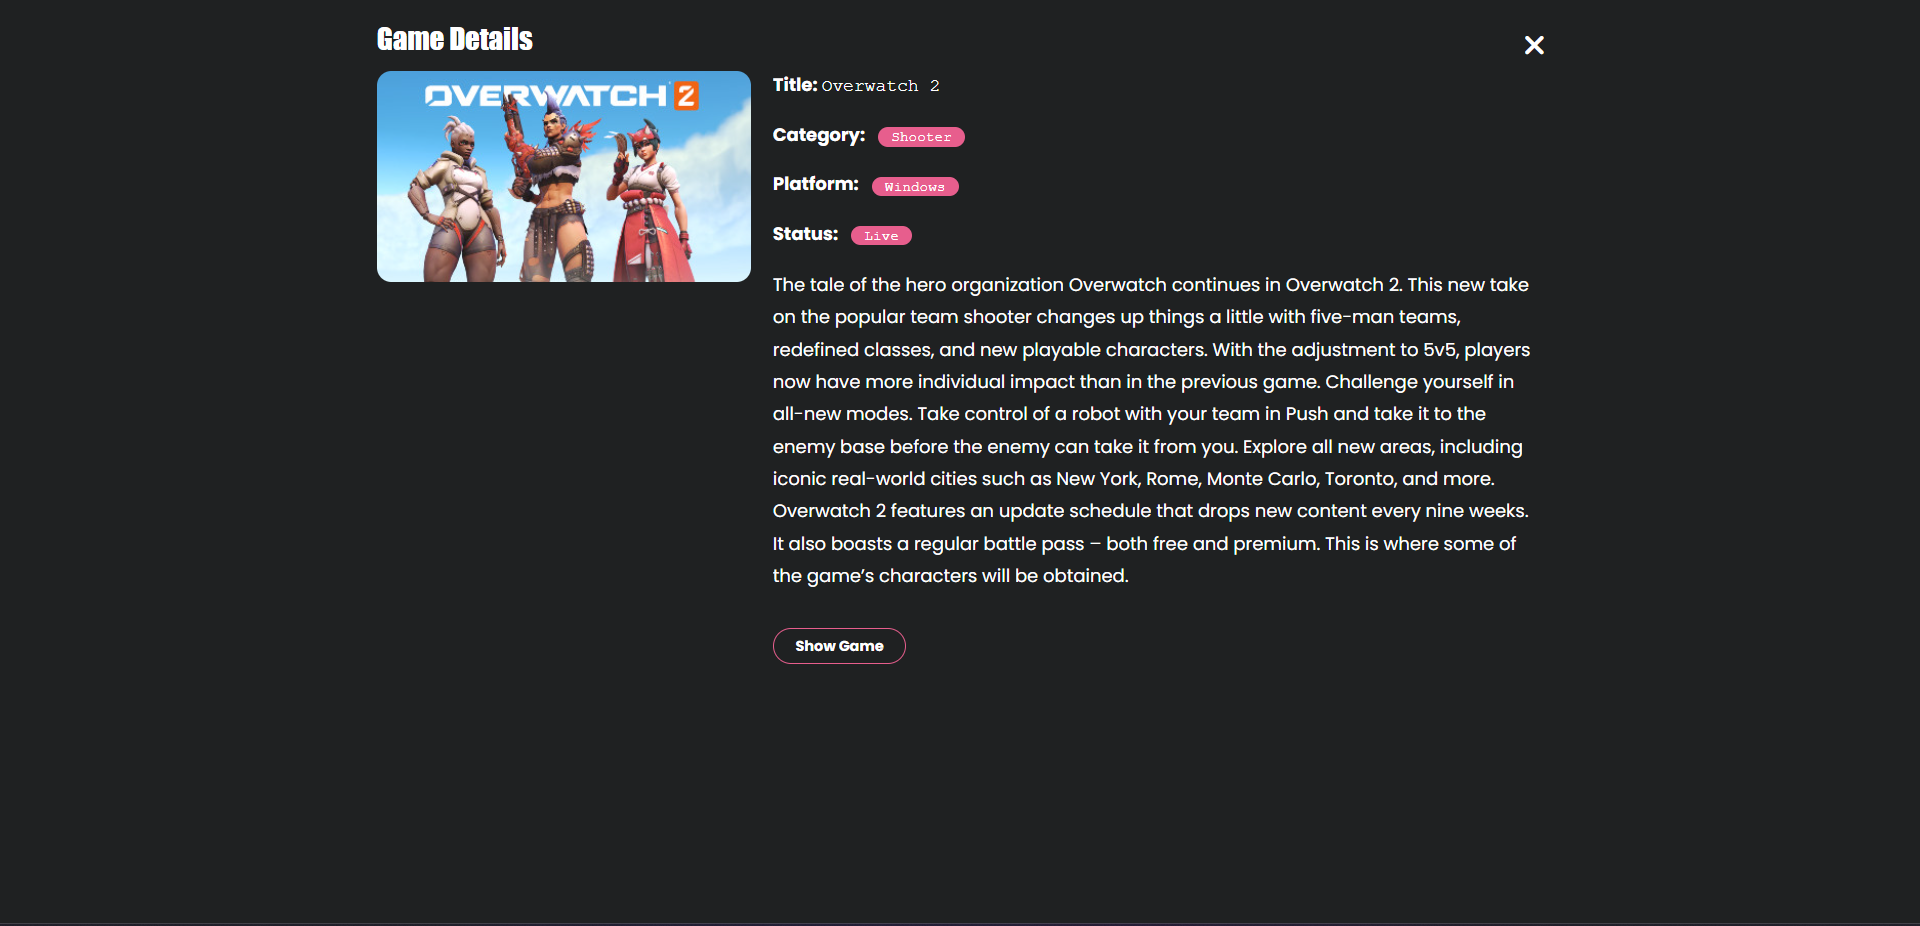 Game Details
OVERWATCH 2
Title: Overwatch 2
Category: Shooter
Platform: Windows
Status: Live
The tale of the hero organization Overwatch continues in Overwatch 2. This new take
on the popular team shooter changes up things a little with five-man teams,
redefined classes, and new playable characters. With the adjustment to 5v5, players
now have more individual impact than in the previous game. Challenge yourself in
all-new modes. Take control of a robot with your team in Push and take it to the
enemy base before the enemy can take it from you. Explore all new areas, including
iconic real-world cities such as New York, Rome, Monte Carlo, Toronto, and more.
Overwatch 2 features an update schedule that drops new content every nine weeks.
It also boasts a regular battle pass – both free and premium. This is where some of
the game’s characters will be obtained.
Show Game